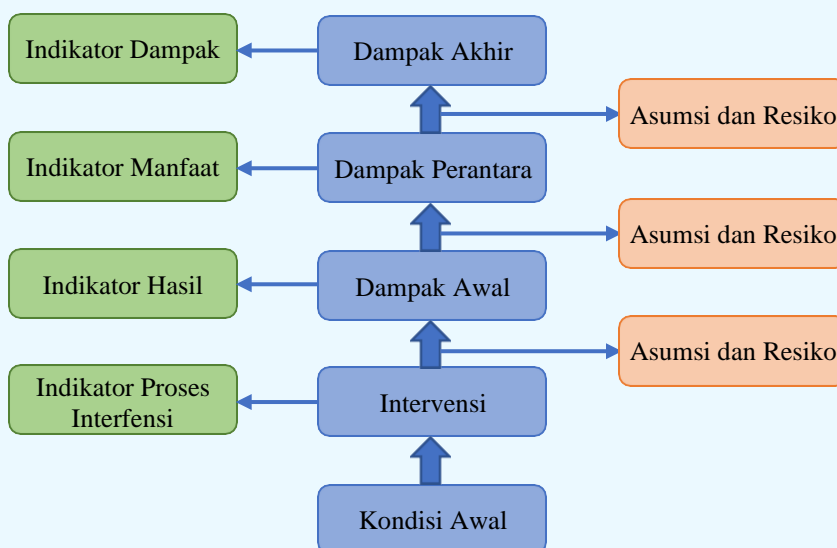 Indikator Dampak
Dampak Akhir
Asumsi dan Resiko
Indikator Manfaat
Dampak Perantara
Asumsi dan Resiko
Indikator Hasil
Dampak Awal
Asumsi dan Resiko
Indikator Proses
Interfensi
Intervensi
Kondisi Awal